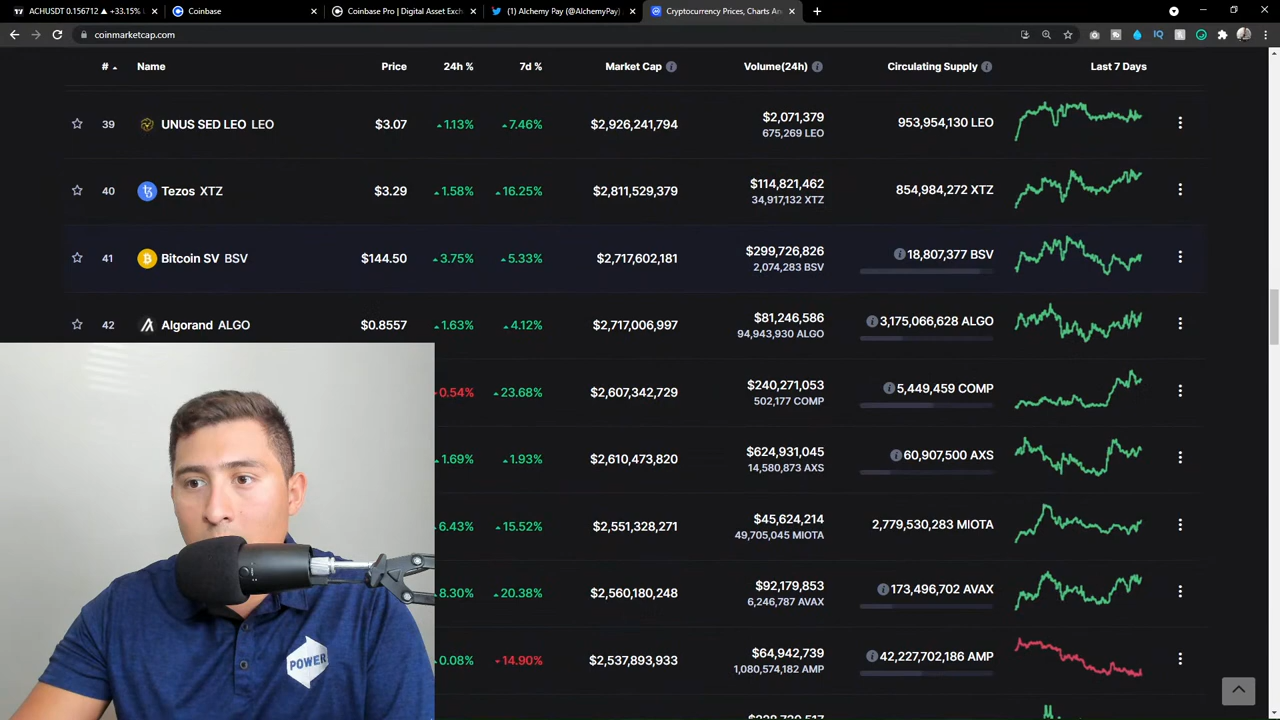 ACHUSDT 0.156712 ▲ +33.15%
Coinbase
Coinbase Pro | Digital Asset Exch
(1) Alchemy Pay (@AlchemyPay)
Cryptocurrency Prices, Charts An
coinmarketcap.com
# Name Price 24h % 7d % Market Cap Volume(24h) Circulating Supply Last 7 Days
39 UNUS SED LEO LEO $3.07 1.13% 7.46% $2,926,241,794 $2,071,379 953,954,130 LEO
675,269 LEO
40 Tezos XTZ $3.29 1.58% 16.25% $2,811,529,379 $114,821,462 854,984,272 XTZ
34,917,132 XTZ
41 Bitcoin SV BSV $144.50 3.75% 5.33% $2,717,602,181 $299,726,826 18,807,377 BSV
2,074,283 BSV
42 Algorand ALGO $0.8557 1.63% 4.12% $2,717,006,997 $81,246,586 3,175,066,628 ALGO
94,943,930 ALGO
0.54% 23.68% $2,607,342,729 $240,271,053 5,449,459 COMP
502,177 COMP
1.69% 1.93% $2,610,473,820 $624,931,045 60,907,500 AXS
14,580,873 AXS
6.43% 15.52% $2,551,328,271 $45,624,214 2,779,530,283 MIOTA
49,705,045 MIOTA
8.30% 20.38% $2,560,180,248 $92,179,853 173,496,702 AVAX
6,246,787 AVAX
0.08% 14.90% $2,537,893,933 $64,942,739 42,227,702,186 AMP
1,080,574,182 AMP
POWER